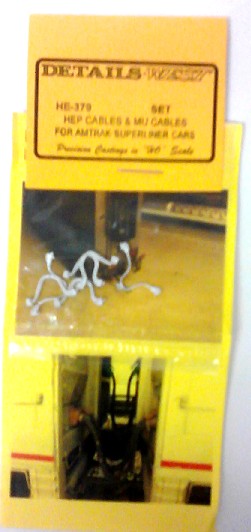 DETAILS WEST
HE-379 SET
HEP CABLES & MU CABLES
FOR AMTRAK SUPERLINER CARS
Precision Castings in "HO" Scale